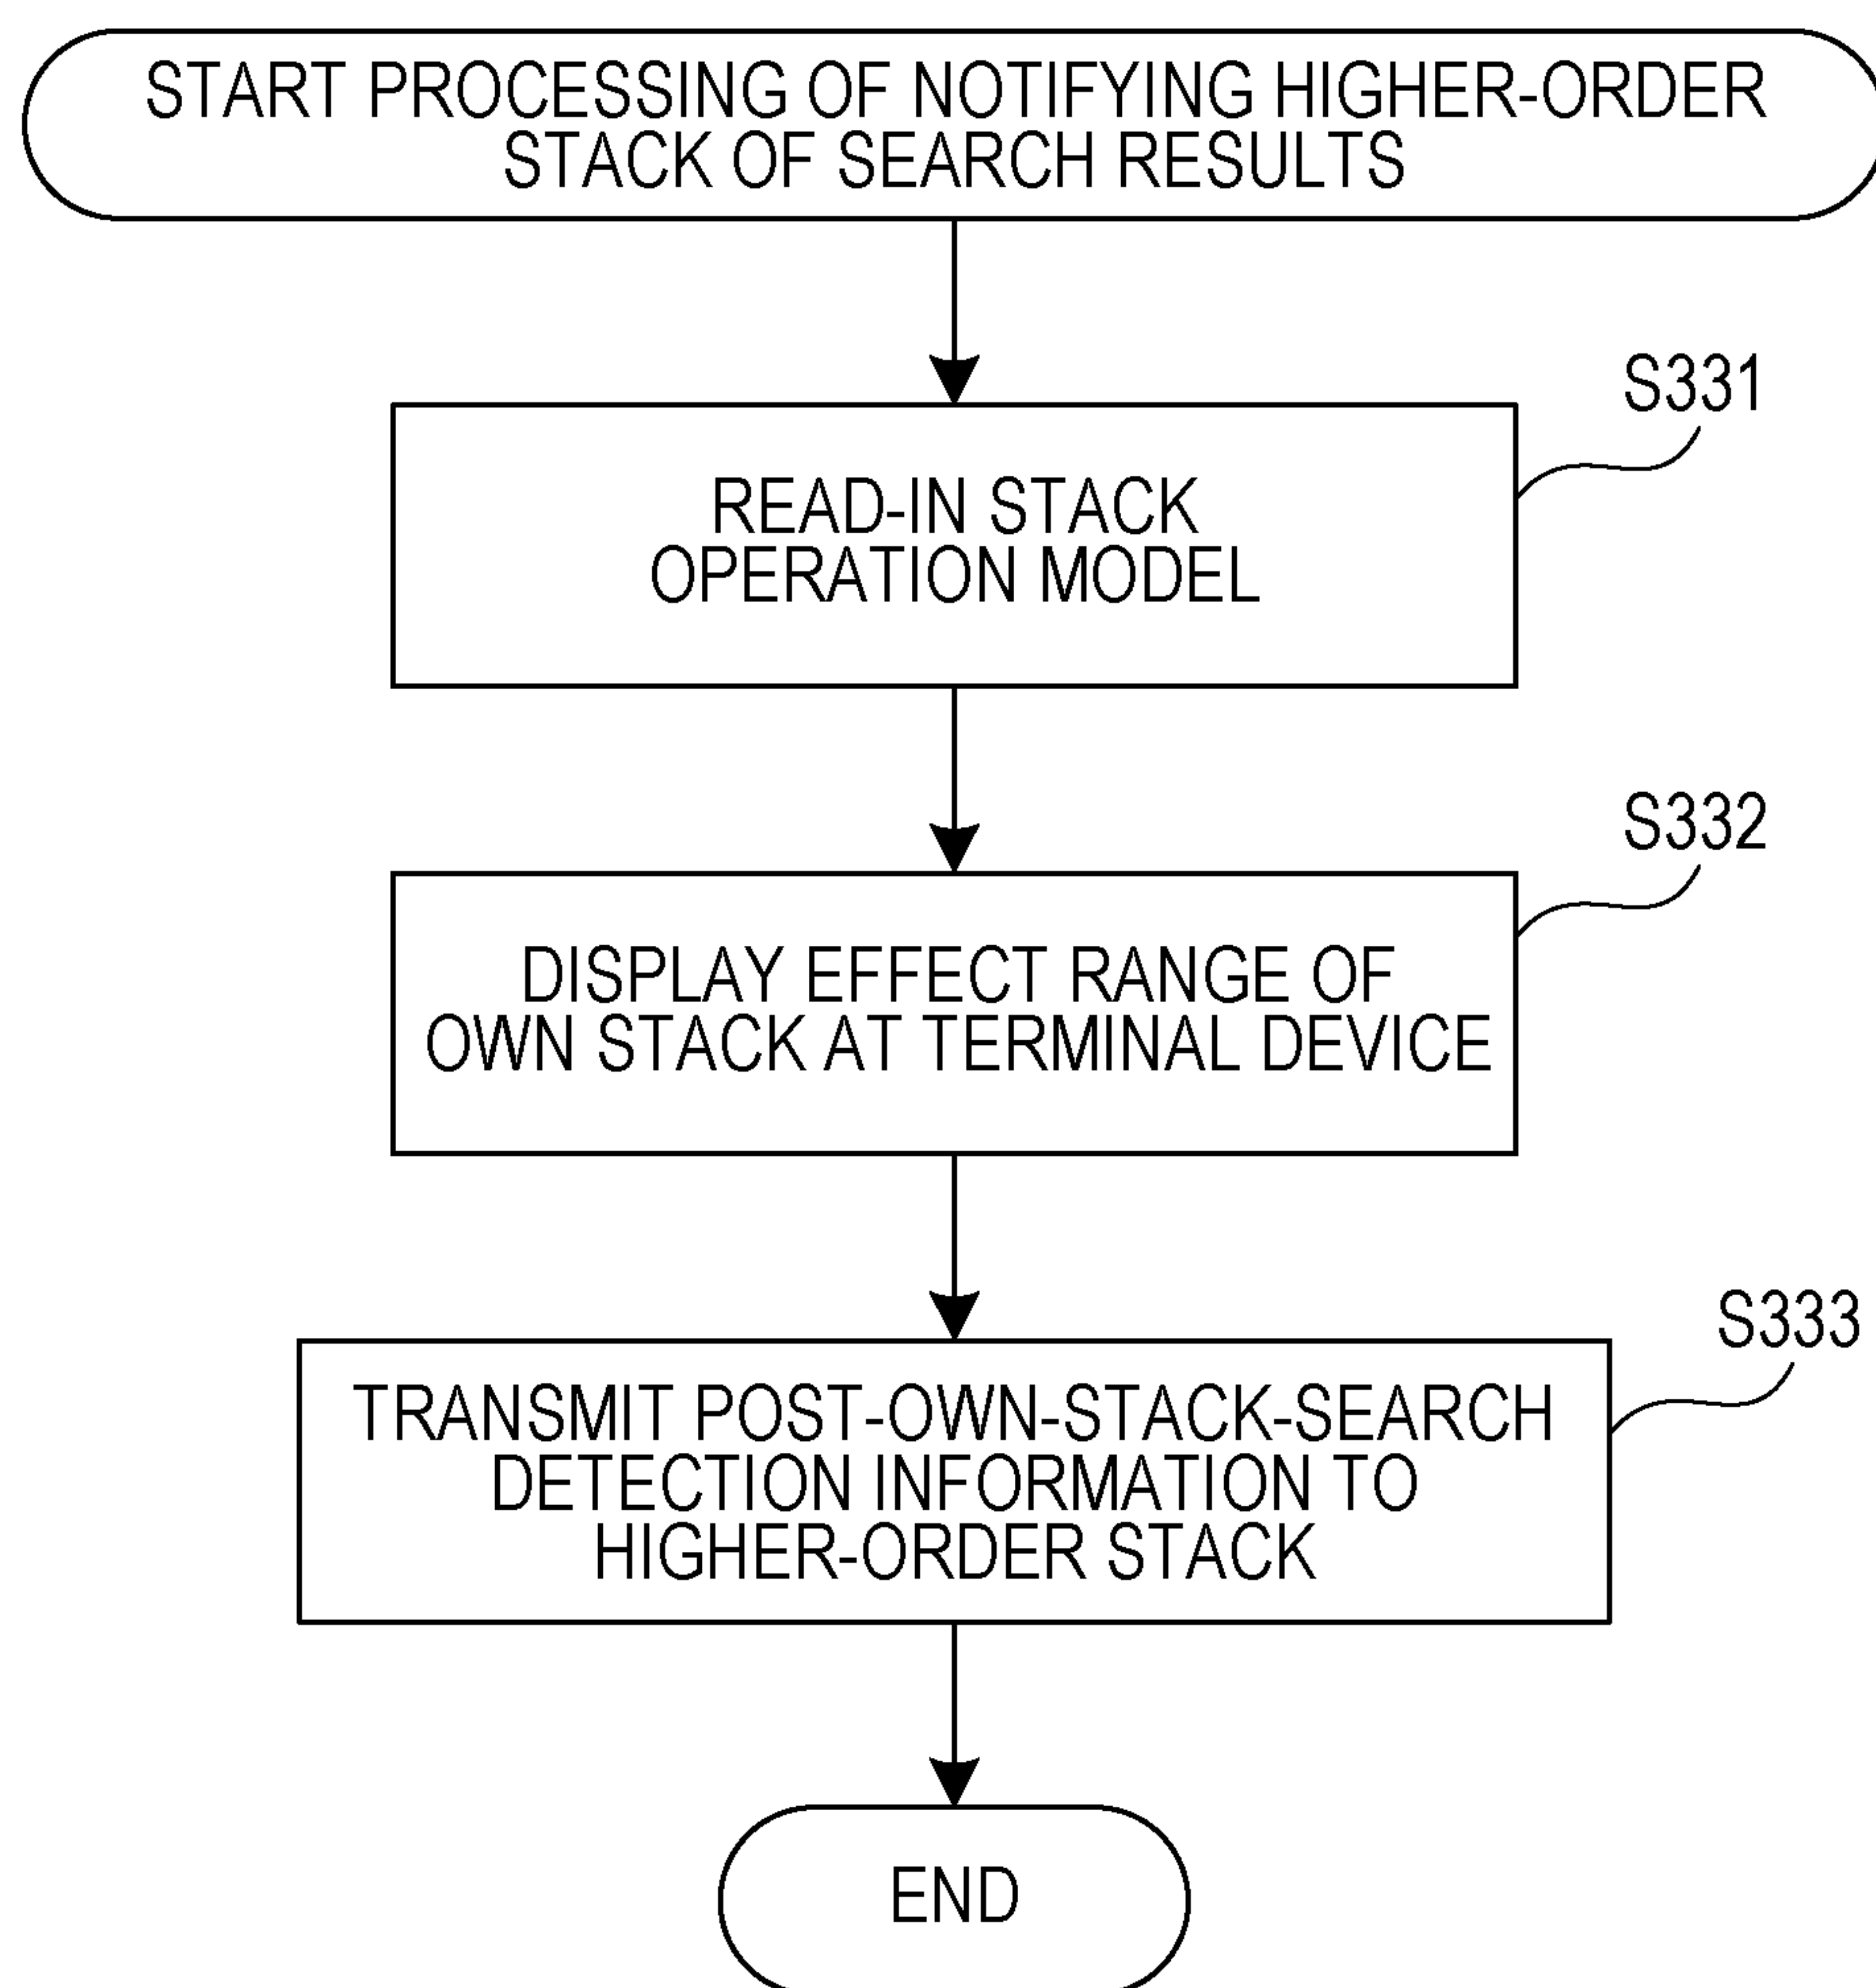 START PROCESSING OF NOTIFYING HIGHER-ORDER
STACK OF SEARCH RESULTS
S331
READ-IN STACK
OPERATION MODEL
S332
DISPLAY EFFECT RANGE OF
OWN STACK AT TERMINAL DEVICE
S333
TRANSMIT POST-OWN-STACK-SEARCH
DETECTION INFORMATION TO
HIGHER-ORDER STACK
END